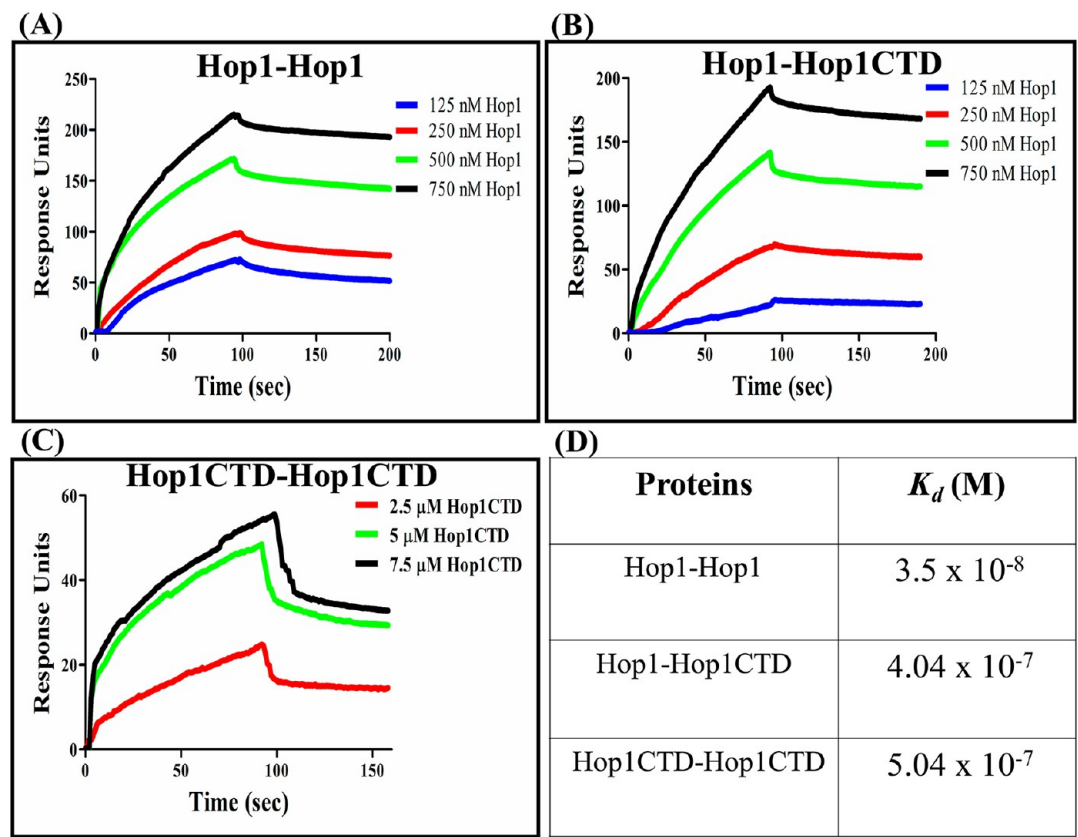 (A)
Hop1-Hop1
250
200
150
100
50
0
0
50
100
150
200
Response Units
Time (sec)
125 nM Hop1
250 nM Hop1
500 nM Hop1
750 nM Hop1
(B)
Hop1-Hop1CTD
200
150
100
50
0
0
50
100
150
200
Response Units
Time (sec)
125 nM Hop1
250 nM Hop1
500 nM Hop1
750 nM Hop1
(C)
Hop1CTD-Hop1CTD
60
40
20
0
0
50
100
150
Response Units
Time (sec)
2.5 µM Hop1CTD
5 µM Hop1CTD
7.5 µM Hop1CTD
(D)
Proteins K_d (M)
Hop1-Hop1 3.5 x 10⁻⁸
Hop1-Hop1CTD 4.04 x 10⁻⁷
Hop1CTD-Hop1CTD 5.04 x 10⁻⁷